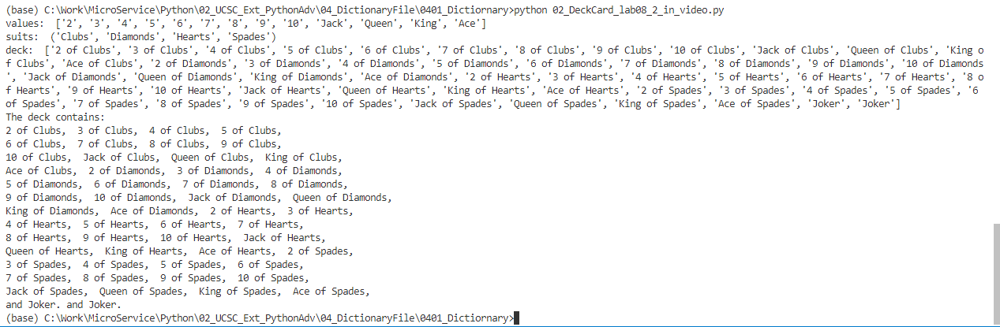 (base) C:\Work\MicroService\Python\02_UCSC_Ext_PythonAdv\04_DictionaryFile\0401_Dictiornary>python 02_DeckCard_lab08_2_in_video.py
values:  ['2', '3', '4', '5', '6', '7', '8', '9', '10', 'Jack', 'Queen', 'King', 'Ace']
suits:  ('Clubs', 'Diamonds', 'Hearts', 'Spades')
deck:  ['2 of Clubs', '3 of Clubs', '4 of Clubs', '5 of Clubs', '6 of Clubs', '7 of Clubs', '8 of Clubs', '9 of Clubs', '10 of Clubs', 'Jack of Clubs', 'Queen of Clubs', 'King o
f Clubs', 'Ace of Clubs', '2 of Diamonds', '3 of Diamonds', '4 of Diamonds', '5 of Diamonds', '6 of Diamonds', '7 of Diamonds', '8 of Diamonds', '9 of Diamonds', '10 of Diamonds
', 'Jack of Diamonds', 'Queen of Diamonds', 'King of Diamonds', 'Ace of Diamonds', '2 of Hearts', '3 of Hearts', '4 of Hearts', '5 of Hearts', '6 of Hearts', '7 of Hearts', '8 o
f Hearts', '9 of Hearts', '10 of Hearts', 'Jack of Hearts', 'Queen of Hearts', 'King of Hearts', 'Ace of Hearts', '2 of Spades', '3 of Spades', '4 of Spades', '5 of Spades', '6 
of Spades', '7 of Spades', '8 of Spades', '9 of Spades', '10 of Spades', 'Jack of Spades', 'Queen of Spades', 'King of Spades', 'Ace of Spades', 'Joker', 'Joker']
The deck contains:
2 of Clubs,  3 of Clubs,  4 of Clubs,  5 of Clubs,
6 of Clubs,  7 of Clubs,  8 of Clubs,  9 of Clubs,
10 of Clubs,  Jack of Clubs,  Queen of Clubs,  King of Clubs,
Ace of Clubs,  2 of Diamonds,  3 of Diamonds,  4 of Diamonds,
5 of Diamonds,  6 of Diamonds,  7 of Diamonds,  8 of Diamonds,
9 of Diamonds,  10 of Diamonds,  Jack of Diamonds,  Queen of Diamonds,
King of Diamonds,  Ace of Diamonds,  2 of Hearts,  3 of Hearts,
4 of Hearts,  5 of Hearts,  6 of Hearts,  7 of Hearts,
8 of Hearts,  9 of Hearts,  10 of Hearts,  Jack of Hearts,
Queen of Hearts,  King of Hearts,  Ace of Hearts,  2 of Spades,
3 of Spades,  4 of Spades,  5 of Spades,  6 of Spades,
7 of Spades,  8 of Spades,  9 of Spades,  10 of Spades,
Jack of Spades,  Queen of Spades,  King of Spades,  Ace of Spades,
and Joker. and Joker.
(base) C:\Work\MicroService\Python\02_UCSC_Ext_PythonAdv\04_DictionaryFile\0401_Dictiornary>